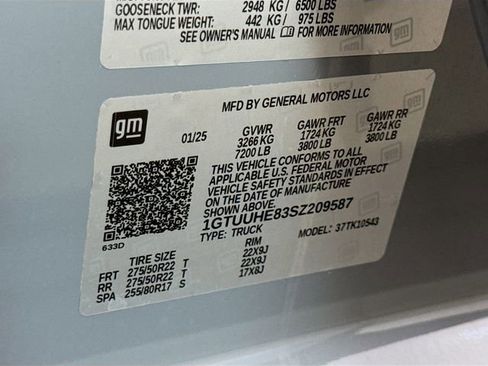 GOOSENECK TWR: 2948 KG / 6500 LBS
MAX TONGUE WEIGHT: 442 KG / 975 LBS
SEE OWNER'S MANUAL FOR MORE INFORMATION
gm
MFD BY GENERAL MOTORS LLC
01/25 GVWR GAWR FRT GAWR RR
3266 KG 1724 KG 1724 KG
7200 LB 3800 LB 3800 LB
THIS VEHICLE CONFORMS TO ALL
APPLICABLE U.S. FEDERAL MOTOR
VEHICLE SAFETY STANDARDS IN EFFECT
ON THE DATE OF MANUFACTURE
1GTUUHE83SZ209587
TYPE: TRUCK MODEL: 37TK10543
633D
TIRE SIZE RIM
FRT 275/50R22 T 22X9J
RR 275/50R22 T 22X9J
SPA 255/80R17 S 17X8J